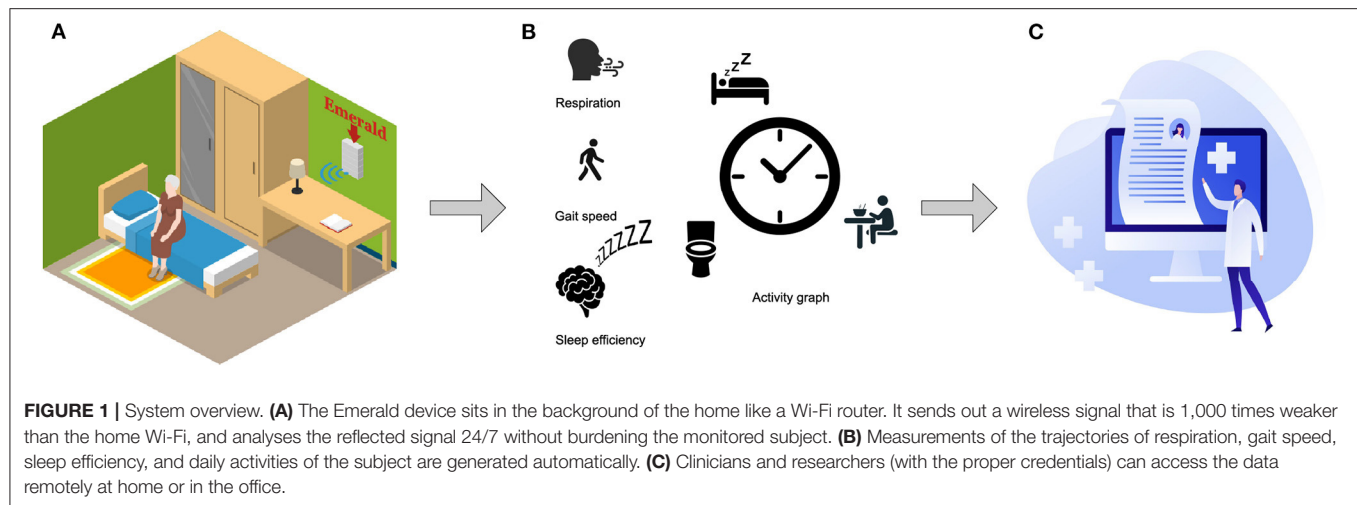 A
B
C
Emerald
Respiration
Gait speed
zzzzZZZ
Sleep efficiency
zzZ
Activity graph
FIGURE 1 | System overview. (A) The Emerald device sits in the background of the home like a Wi-Fi router. It sends out a wireless signal that is 1,000 times weaker
than the home Wi-Fi, and analyses the reflected signal 24/7 without burdening the monitored subject. (B) Measurements of the trajectories of respiration, gait speed,
sleep efficiency, and daily activities of the subject are generated automatically. (C) Clinicians and researchers (with the proper credentials) can access the data
remotely at home or in the office.